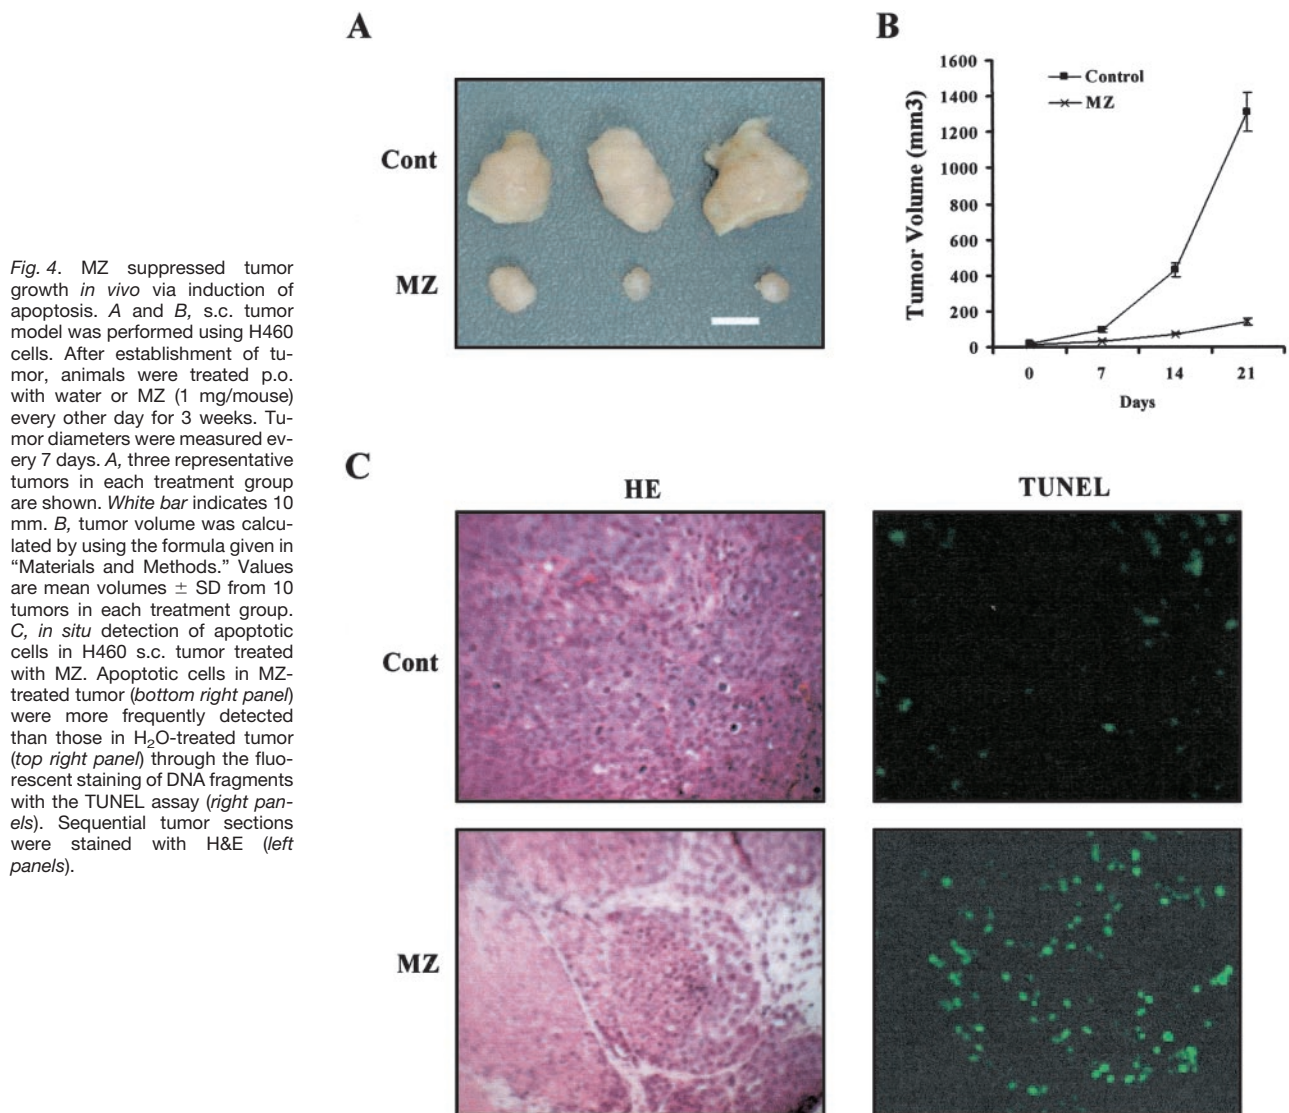 Fig. 4. MZ suppressed tumor
growth in vivo via induction of
apoptosis. A and B, s.c. tumor
model was performed using H460
cells. After establishment of tu-
mor, animals were treated p.o.
with water or MZ (1 mg/mouse)
every other day for 3 weeks. Tu-
mor diameters were measured ev-
ery 7 days. A, three representative
tumors in each treatment group
are shown. White bar indicates 10
mm. B, tumor volume was calcu-
lated by using the formula given in
“Materials and Methods.” Values
are mean volumes ± SD from 10
tumors in each treatment group.
C, in situ detection of apoptotic
cells in H460 s.c. tumor treated
with MZ. Apoptotic cells in MZ-
treated tumor (bottom right panel)
were more frequently detected
than those in H₂O-treated tumor
(top right panel) through the fluo-
rescent staining of DNA fragments
with the TUNEL assay (right pan-
els). Sequential tumor sections
were stained with H&E (left
panels).
A
Cont
MZ
B
Tumor Volume (mm3)
1600
1400
1200
1000
800
600
400
200
0
Control
MZ
0 7 14 21
Days
C
HE TUNEL
Cont
MZ